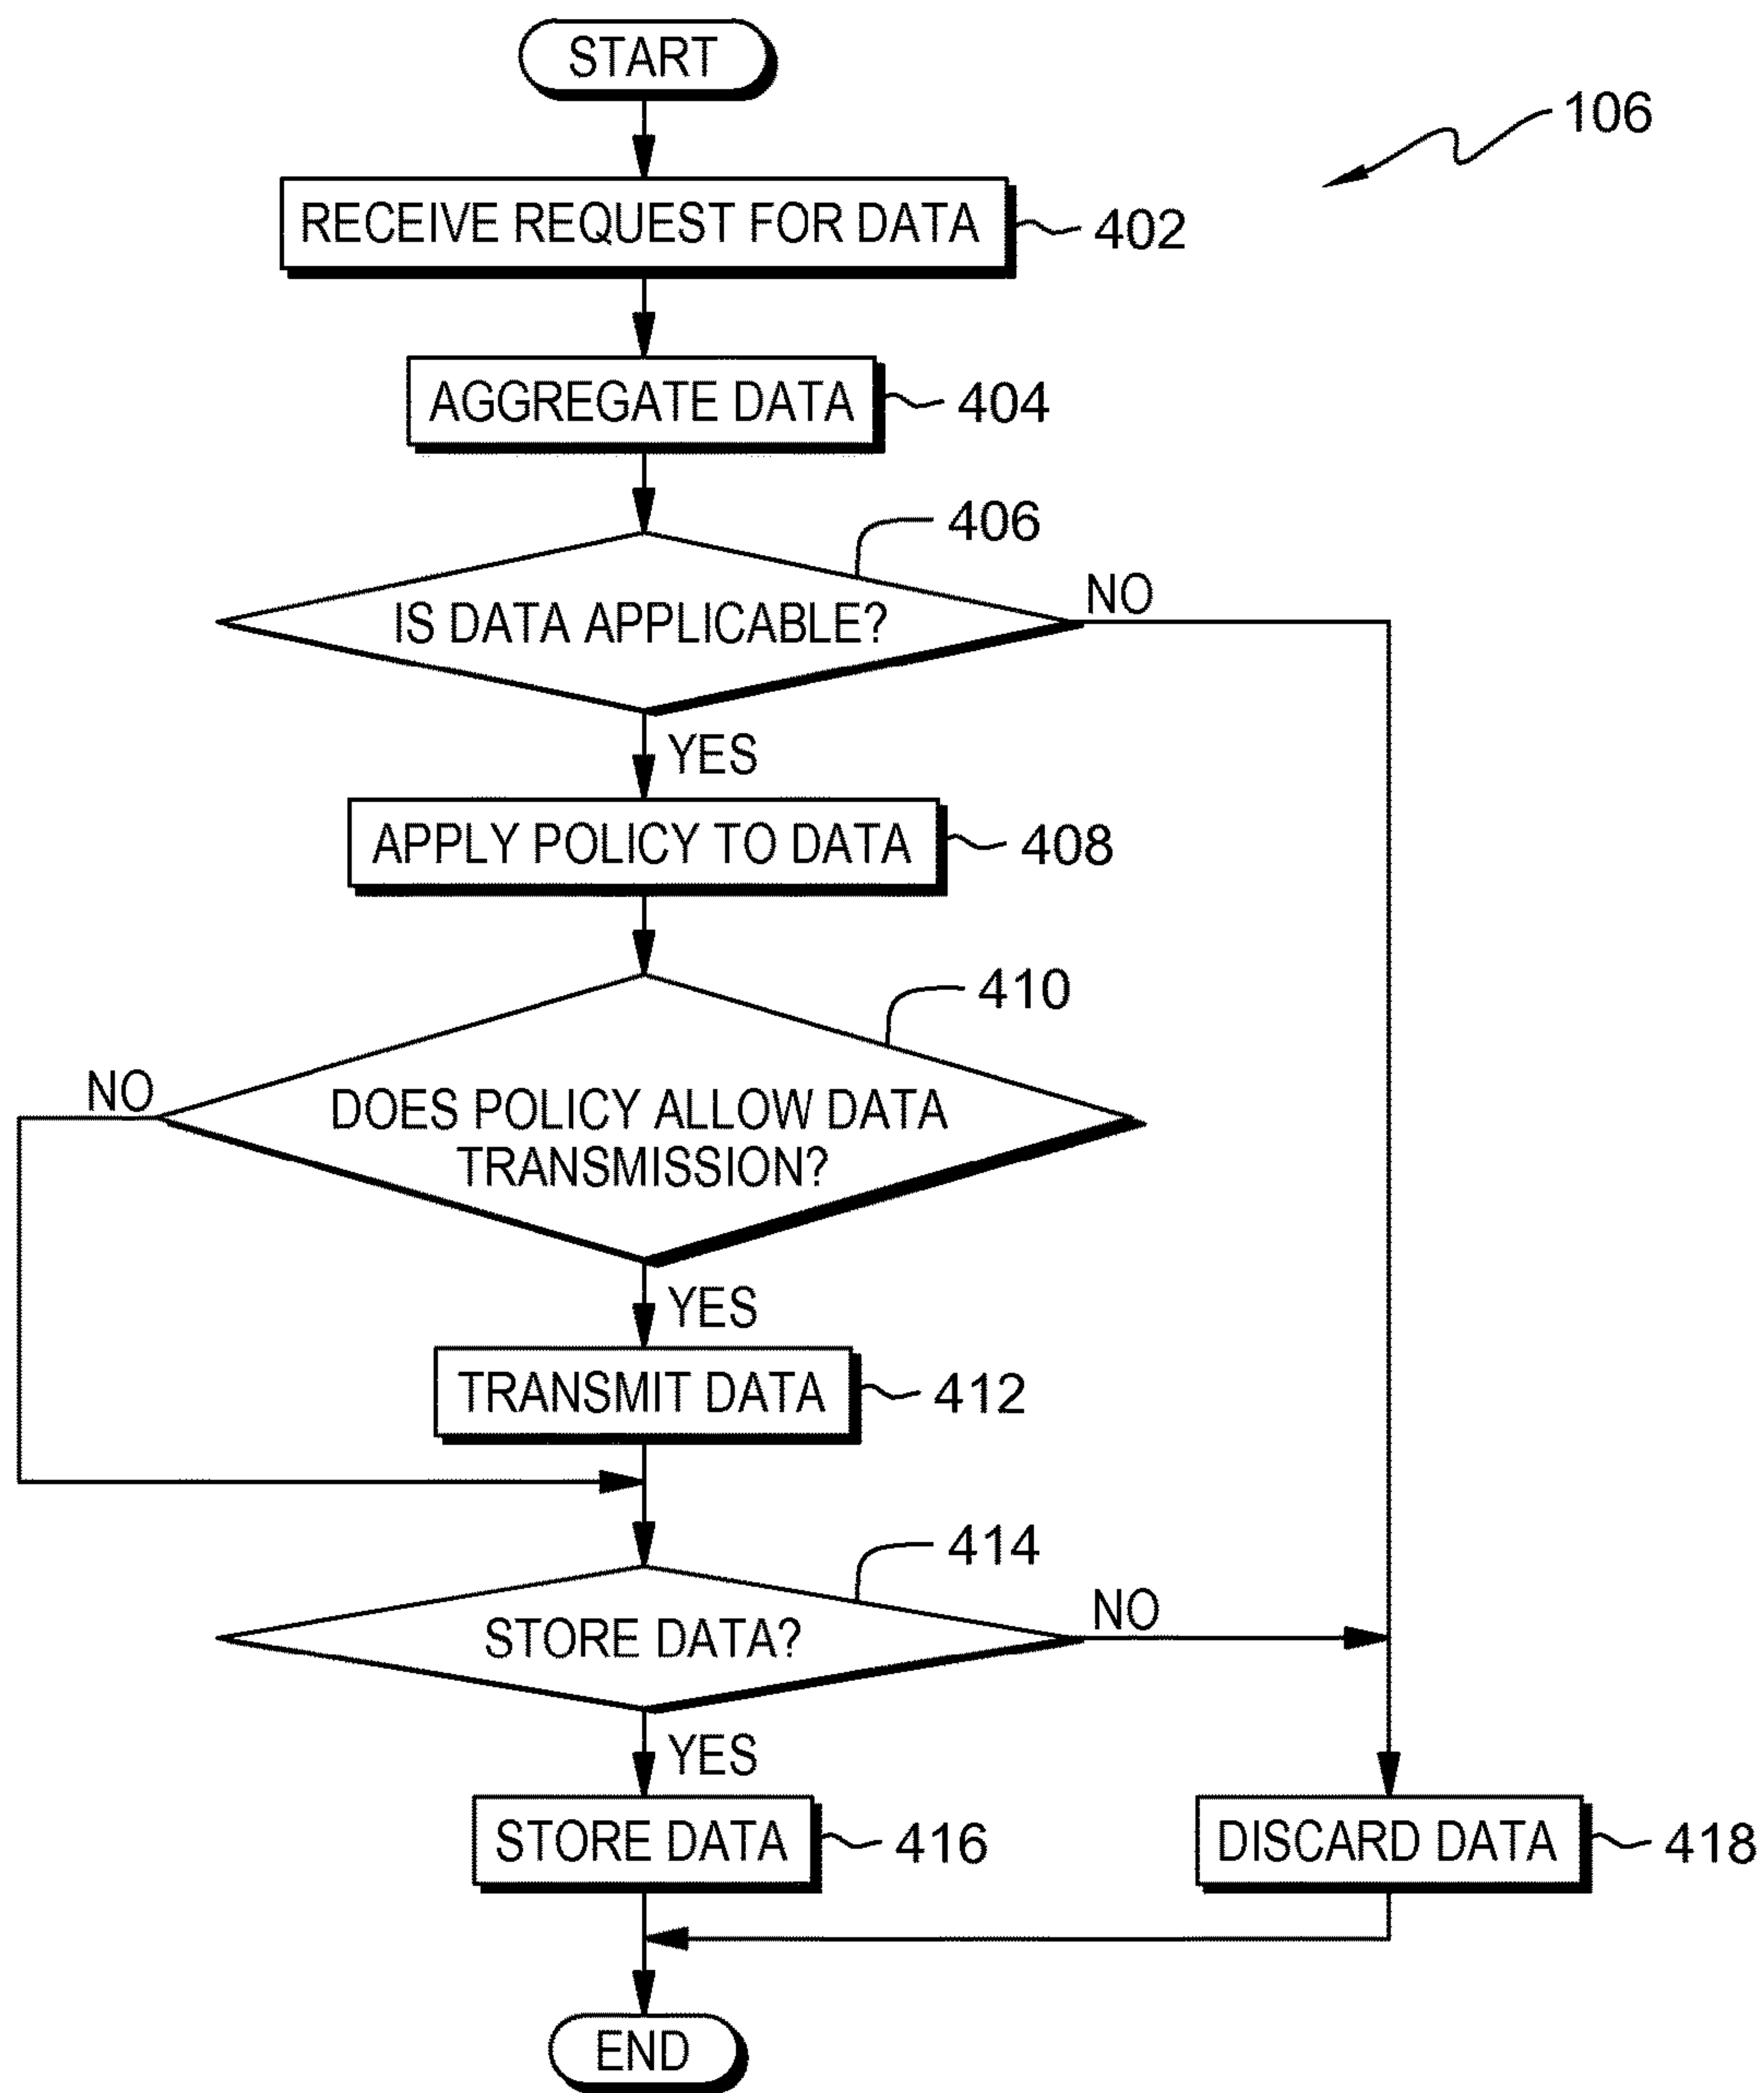 START
106
RECEIVE REQUEST FOR DATA
402
AGGREGATE DATA
404
406
IS DATA APPLICABLE?
NO
YES
APPLY POLICY TO DATA
408
410
NO
DOES POLICY ALLOW DATA
TRANSMISSION?
YES
TRANSMIT DATA
412
414
STORE DATA?
NO
YES
STORE DATA
416
DISCARD DATA
418
END